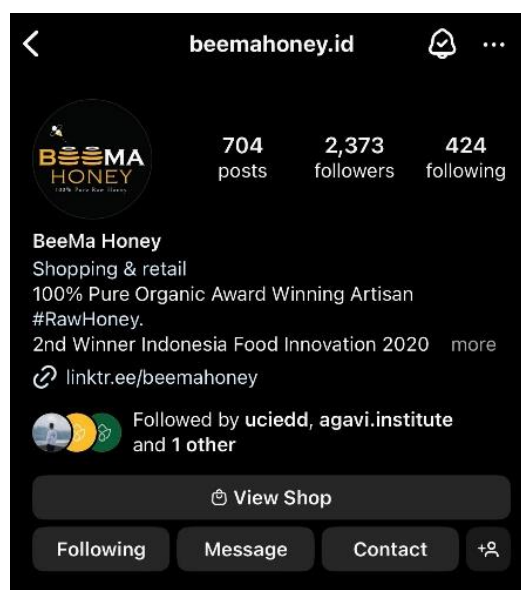 beemahoney.id
BEEMA
HONEY
100% Pure Raw Honey
704
posts
2,373
followers
424
following
BeeMa Honey
Shopping & retail
100% Pure Organic Award Winning Artisan
#RawHoney.
2nd Winner Indonesia Food Innovation 2020 more
linktr.ee/beemahoney
Followed by uciedd, agavi.institute
and 1 other
View Shop
Following Message Contact